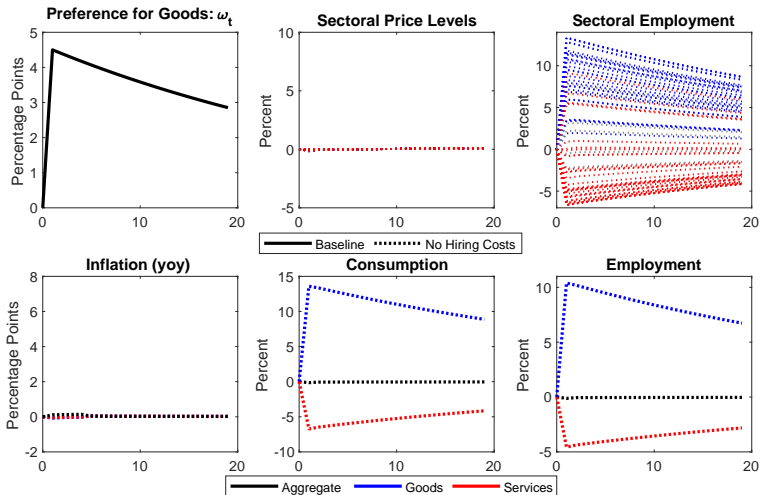 Preference for Goods: ω_t
Sectoral Price Levels
Sectoral Employment
Percentage Points
5
4
3
2
1
0
0 10 20
Percent
10
5
0
-5
0 10 20
Percent
10
5
0
-5
0 10 20
Baseline No Hiring Costs
Inflation (yoy)
Consumption
Employment
Percentage Points
8
6
4
2
0
-2
0 10 20
Percent
15
10
5
0
-5
-10
0 10 20
Percent
10
5
0
-5
0 10 20
Aggregate Goods Services